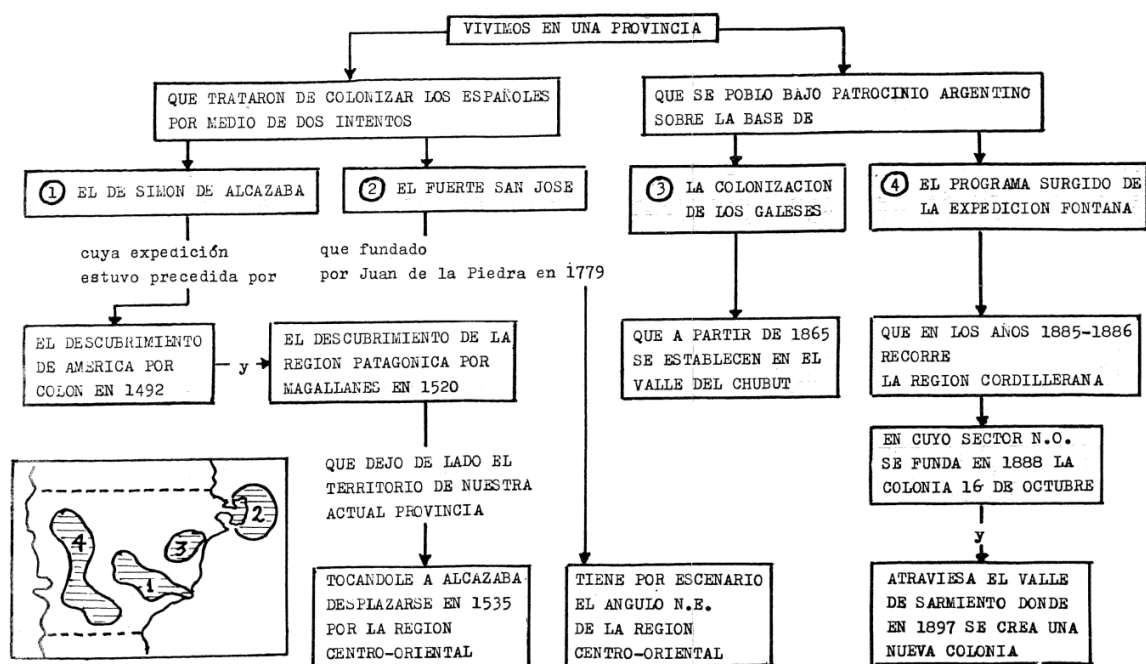 VIVIMOS EN UNA PROVINCIA
QUE TRATARON DE COLONIZAR LOS ESPAÑOLES
POR MEDIO DE DOS INTENTOS
QUE SE POBLO BAJO PATROCINIO ARGENTINO
SOBRE LA BASE DE
1 EL DE SIMON DE ALCAZABA
2 EL FUERTE SAN JOSE
3 LA COLONIZACION
DE LOS GALESES
4 EL PROGRAMA SURGIDO DE
LA EXPEDICION FONTANA
cuya expedición
estuvo precedida por
que fundado
por Juan de la Piedra en 1779
EL DESCUBRIMIENTO
DE AMERICA POR
COLON EN 1492
y
EL DESCUBRIMIENTO DE LA
REGION PATAGONICA POR
MAGALLANES EN 1520
QUE A PARTIR DE 1865
SE ESTABLECEN EN EL
VALLE DEL CHUBUT
QUE EN LOS AÑOS 1885-1886
RECORRE
LA REGION CORDILLERANA
QUE DEJO DE LADO EL
TERRITORIO DE NUESTRA
ACTUAL PROVINCIA
EN CUYO SECTOR N.O.
SE FUNDA EN 1888 LA
COLONIA 16 DE OCTUBRE
y
TOCANDOLE A ALCAZABA
DESPLAZARSE EN 1535
POR LA REGION
CENTRO-ORIENTAL
TIENE POR ESCENARIO
EL ANGULO N.E.
DE LA REGION
CENTRO-ORIENTAL
ATRAVIESA EL VALLE
DE SARMIENTO DONDE
EN 1897 SE CREA UNA
NUEVA COLONIA
2
4
3
1